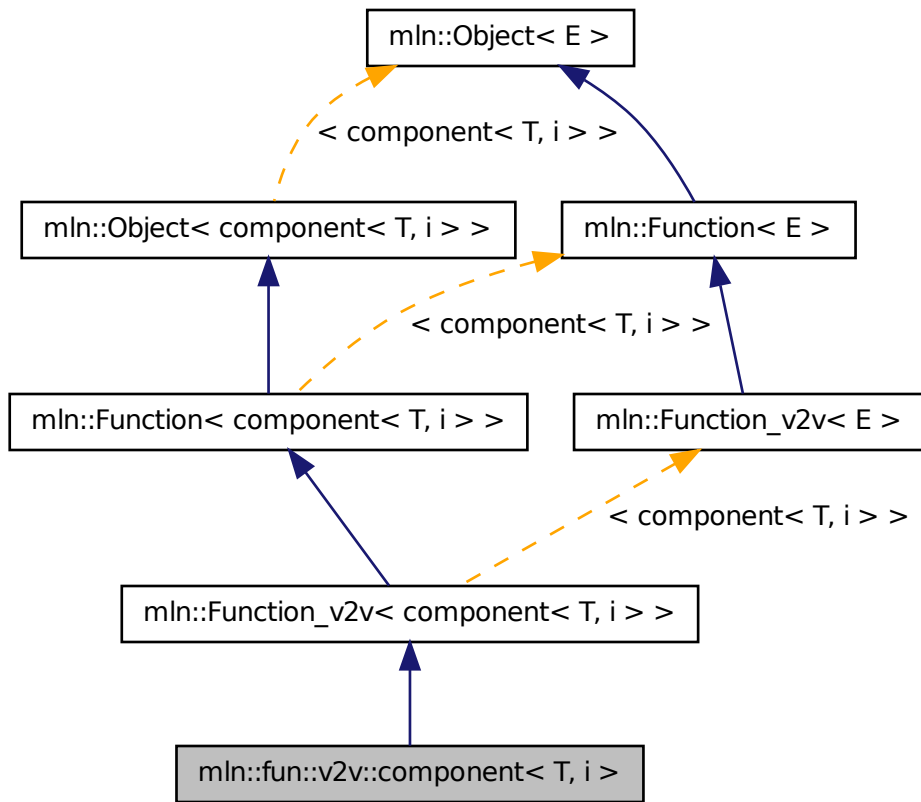 mln::Object< E >
< component< T, i > >
mln::Object< component< T, i > >
mln::Function< E >
< component< T, i > >
mln::Function< component< T, i > >
mln::Function_v2v< E >
< component< T, i > >
mln::Function_v2v< component< T, i > >
mln::fun::v2v::component< T, i >